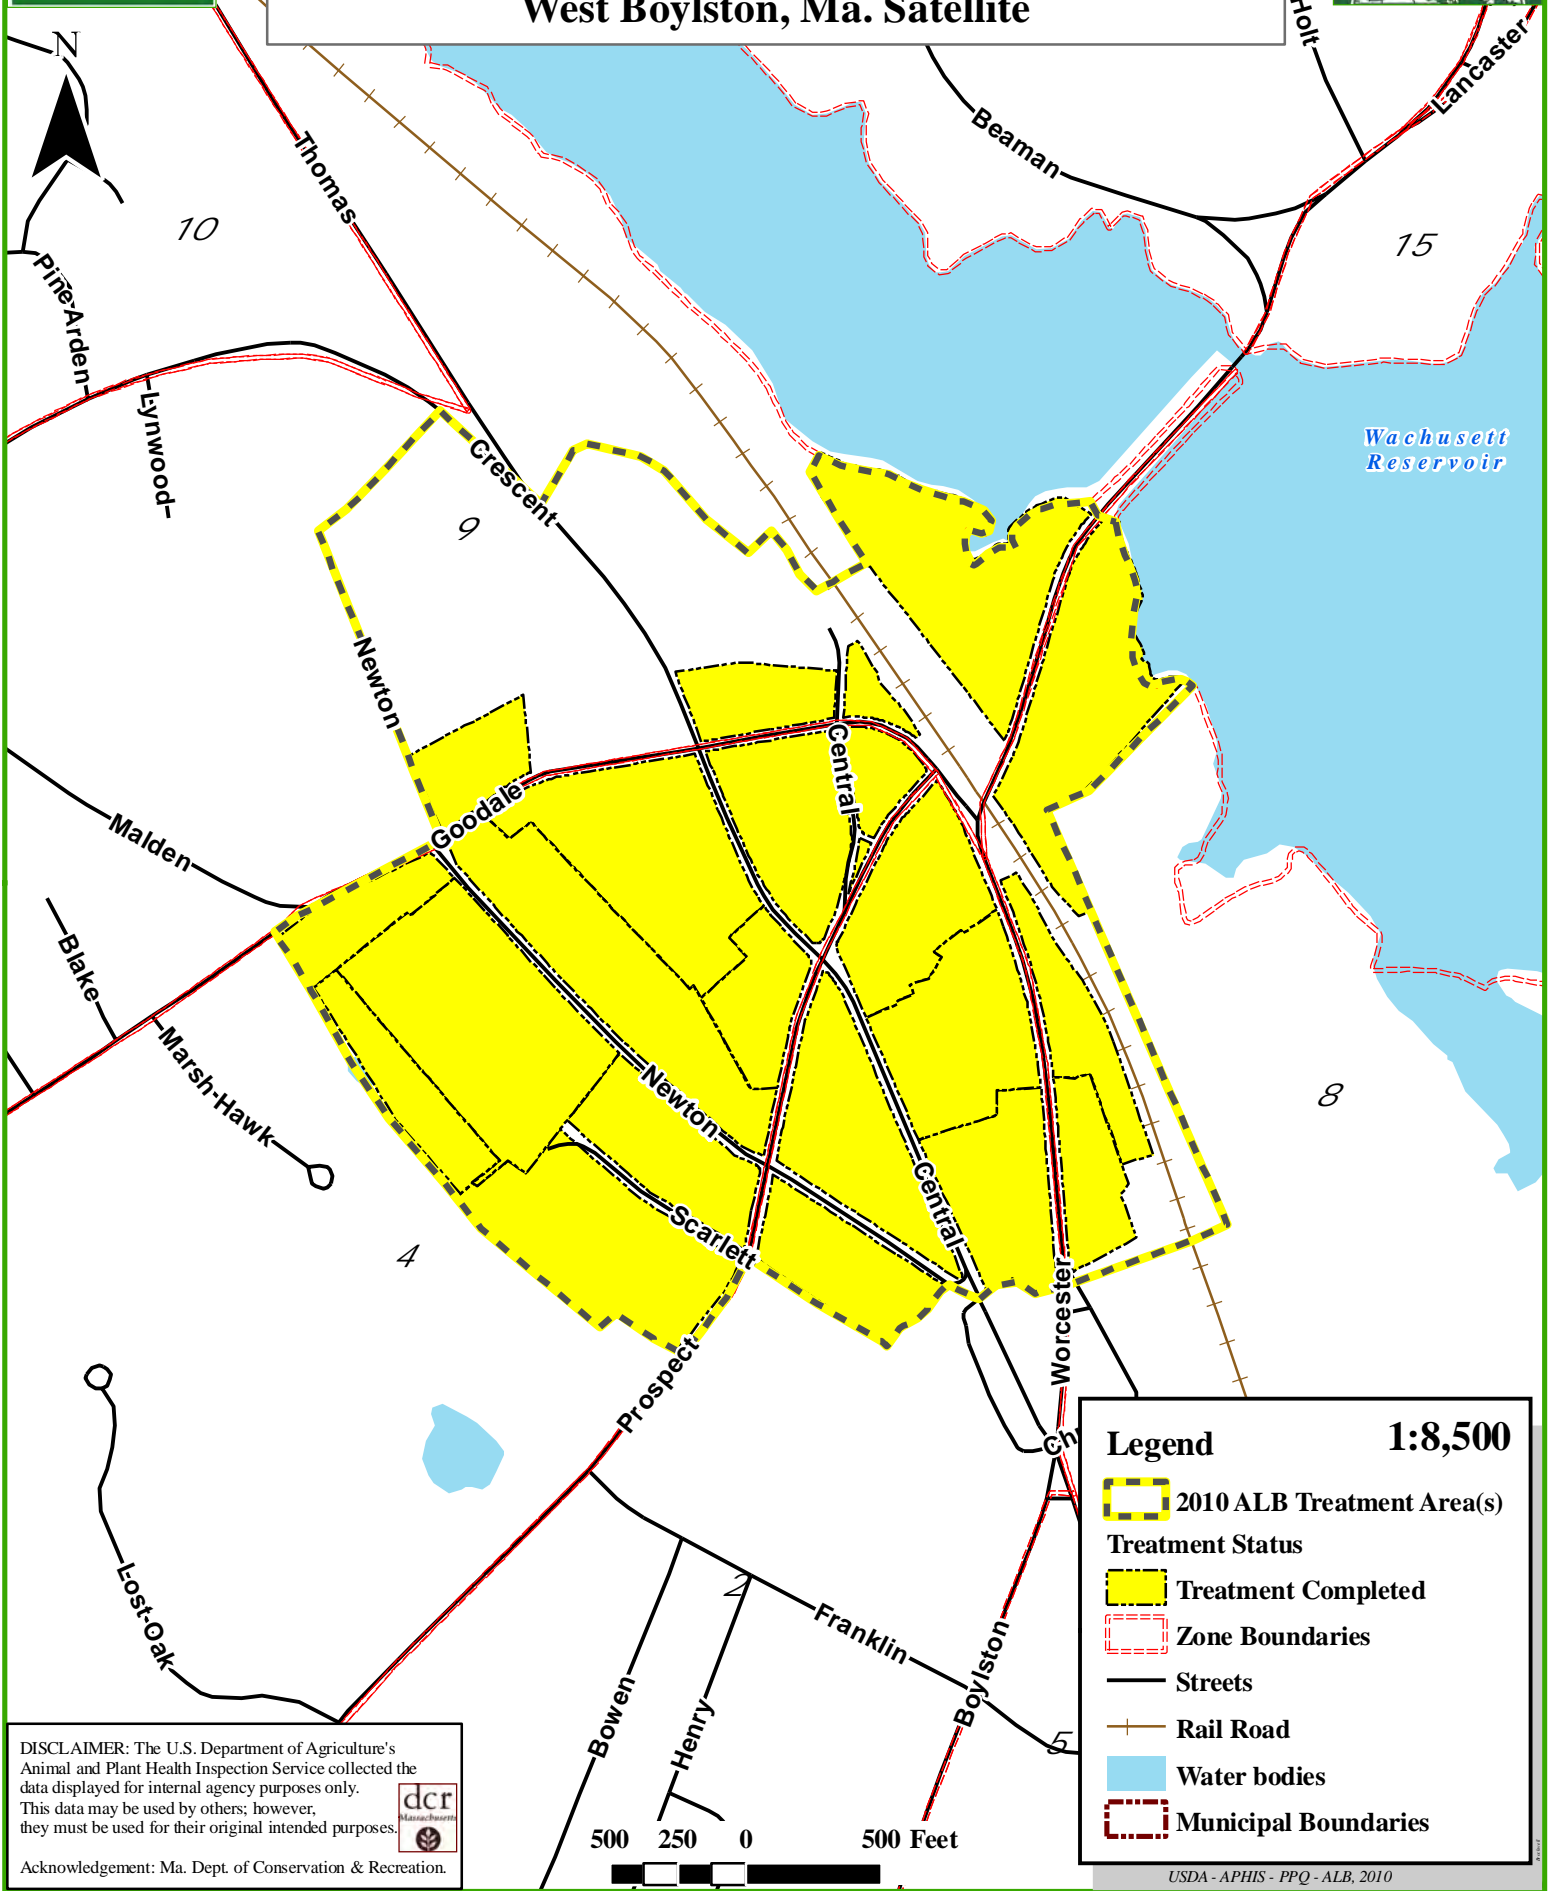 West Boylston, Ma. Satellite
N
Holt
Lancaster
Beaman
Thomas
10
15
Pine Arden
Lynwood
Wachusett
Reservoir
Crescent
9
Newton
Central
Goodale
Malden
Blake
Marsh-Hawk
Newton
8
Central
Scarlett
4
Worcester
Prospect
Chr
Lost-Oak
2
Franklin
Bowen
Henry
Boylston
5
Legend
1:8,500
2010 ALB Treatment Area(s)
Treatment Status
Treatment Completed
Zone Boundaries
Streets
Rail Road
Water bodies
Municipal Boundaries
DISCLAIMER: The U.S. Department of Agriculture's
Animal and Plant Health Inspection Service collected the
data displayed for internal agency purposes only.
This data may be used by others; however,
they must be used for their original intended purposes.
Acknowledgement: Ma. Dept. of Conservation & Recreation.
dcr
Massachusetts
500 250 0 500 Feet
USDA - APHIS - PPQ - ALB, 2010